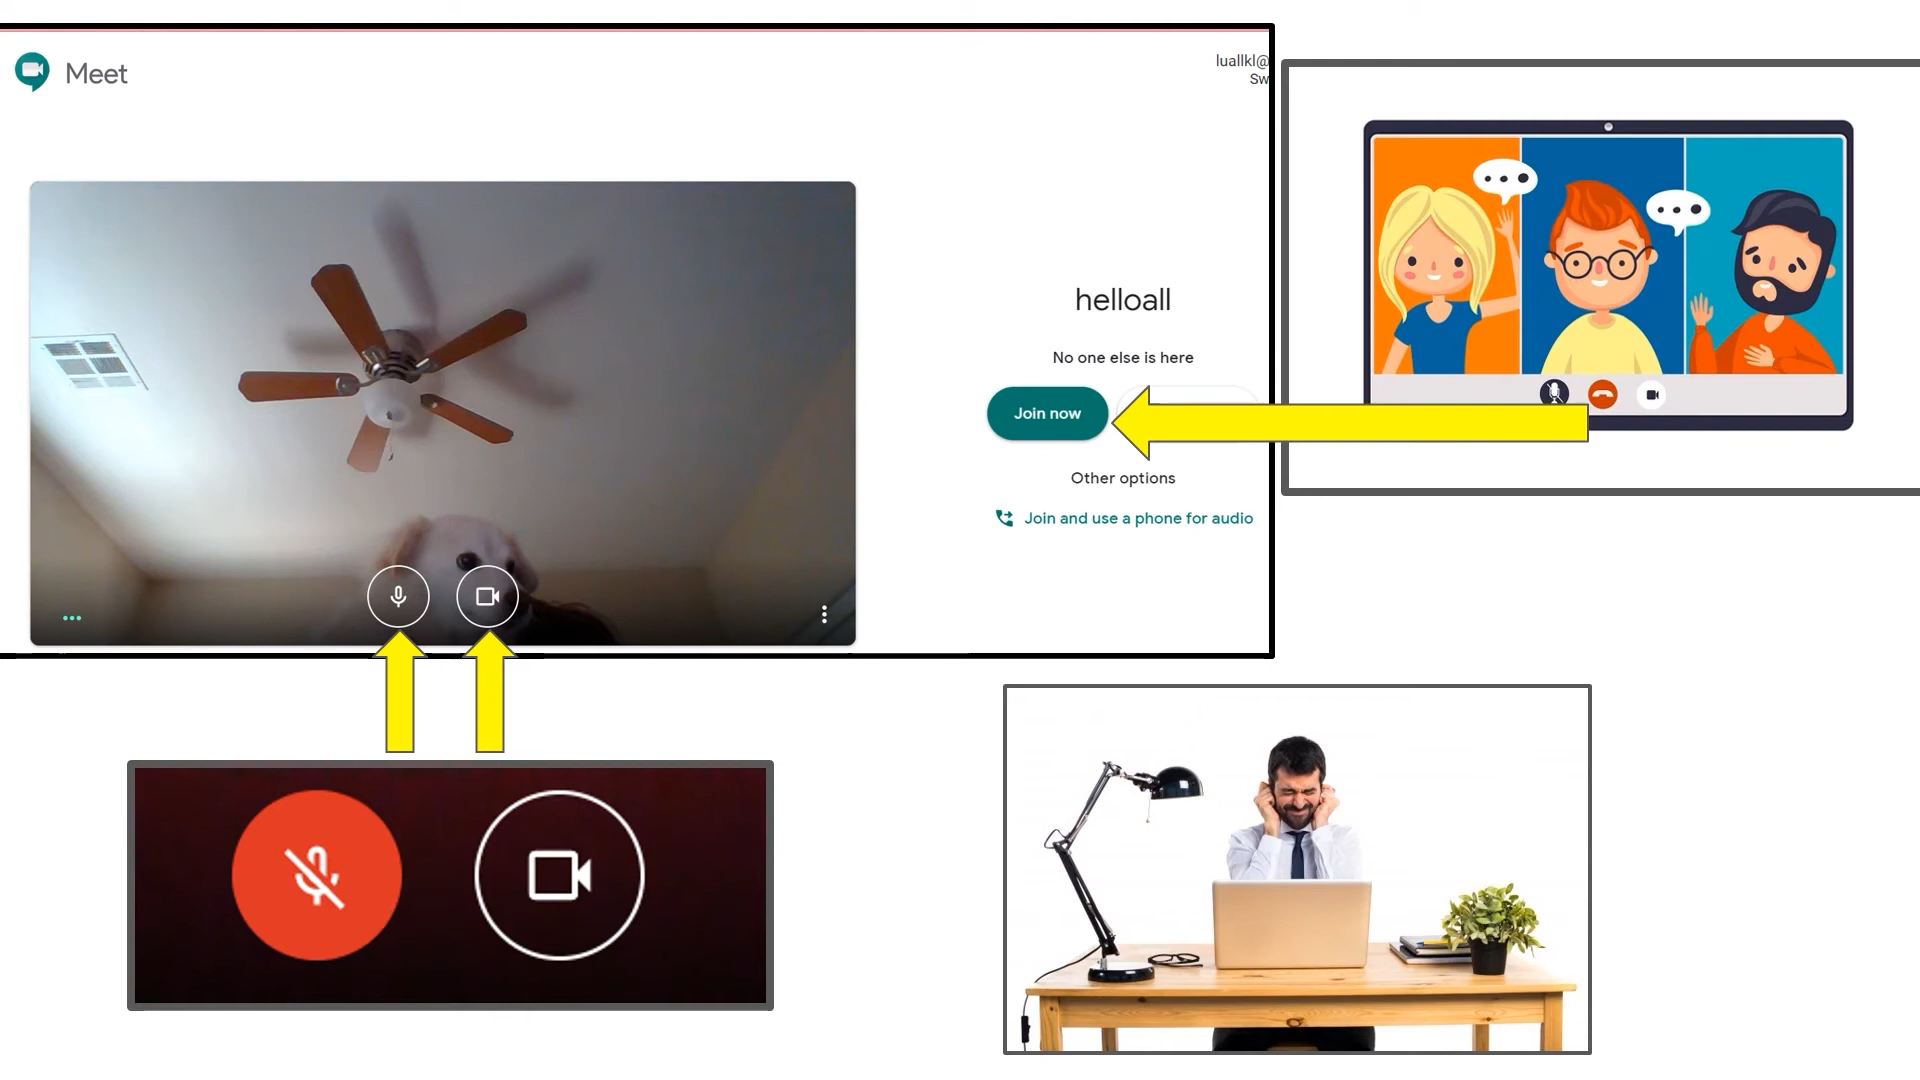 Meet
luallkl@
Sw
helloall
No one else is here
Join now
Other options
Join and use a phone for audio